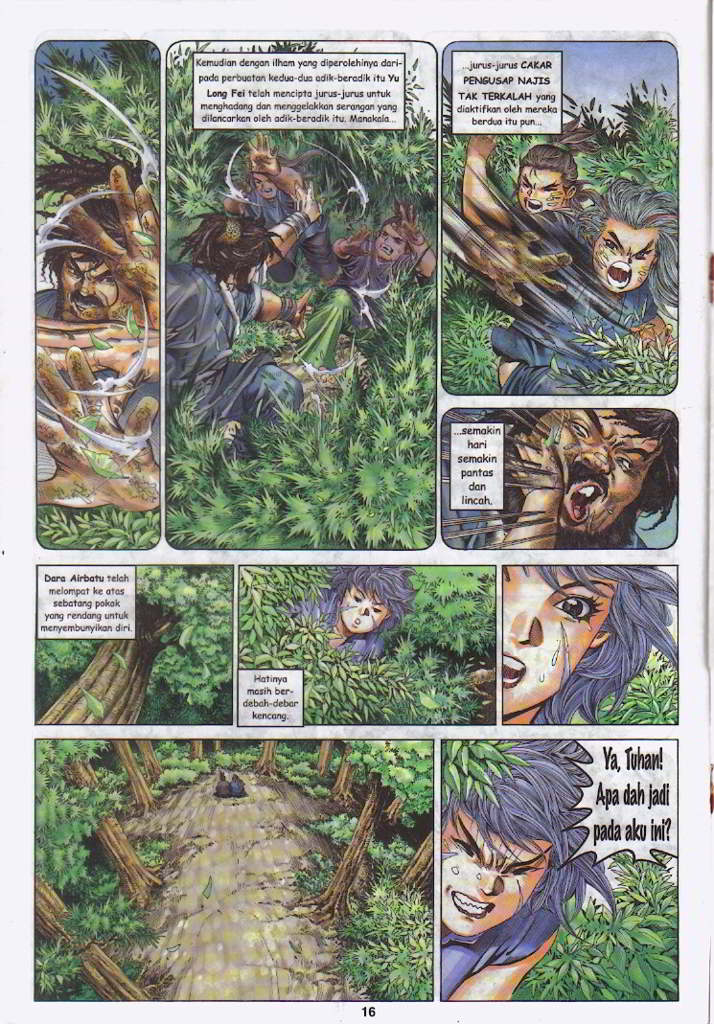 Kemudian dengan ilham yang diperolehinya dari-
pada perbuatan kedua-dua adik-beradik itu Yu
Long Fei telah mencipta jurus-jurus untuk
menghadang dan menggelakkan serangan yang
dilancarkan oleh adik-beradik itu. Manakala...
...jurus-jurus CAKAR
PENGUSAP NAJIS
TAK TERKALAH yang
diaktifkan oleh mereka
berdua itu pun...
...semakin
hari
semakin
pantas
dan
lincah.
Dara Airbatu telah
melompat ke atas
sebatang pokok
yang rendang untuk
menyembunyikan diri.
Hatinya
masih ber-
debah-debar
kencang.
Ya, Tuhan!
Apa dah jadi
pada aku ini?
16